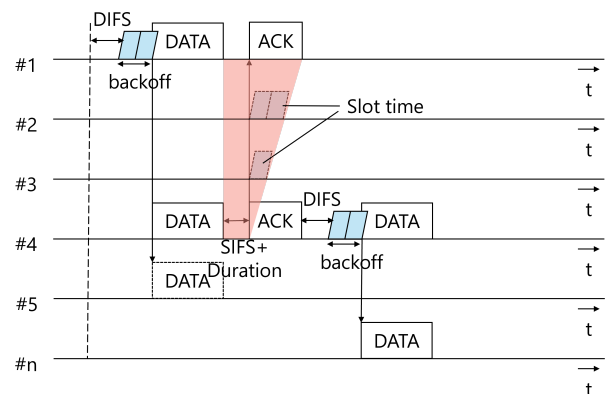 DIFS
DATA
ACK
#1
backoff
t
Slot time
#2
t
#3
t
DIFS
DATA
ACK
DATA
#4
SIFS+
Duration
backoff
t
DATA
#5
t
DATA
#n
t